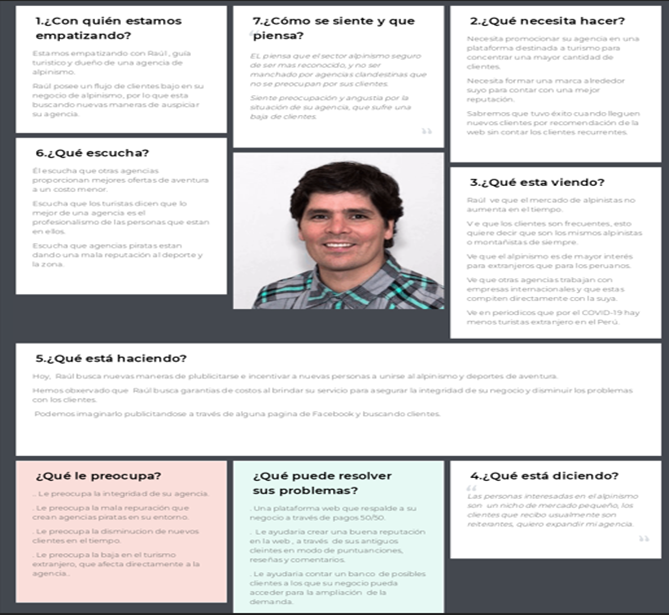 1.¿Con quién estamos
empatizando?
Estamos empatizando con Raúl, guía
turístico y dueño de una agencia de
alpinismo.
Raúl posee un flujo de clientes bajo en su
negocio de alpinismo, por lo que esta
buscando nuevas maneras de auspiciar
su agencia.
7.¿Cómo se siente y que
piensa?
EL piensa que el sector alpinismo seguro
de ser mas reconocido, y no ser
manchado por agencias clandestinas que
no se preocupan por sus clientes.
Siente preocupación y angustia por la
situación de su agencia, que sufre una
baja de clientes.
2.¿Qué necesita hacer?
Necesita promocionar su agencia en una
plataforma destinada a turismo para
concentrar una mayor cantidad de
clientes.
Necesita formar una marca alrededor
suyo para contar con una mejor
reputación.
Sabremos que tuvo éxito cuando lleguen
nuevos clientes por recomendación de la
web sin contar los clientes recurrentes.
6.¿Qué escucha?
Él escucha que otras agencias
proporcionan mejores ofertas de aventura
a un costo menor.
Escucha que los turistas dicen que lo
mejor de una agencia es el
profesionalismo de las personas que estan
en ellos.
Escucha que agencias piratas estan
dando una mala reputación al deporte y
la zona.
3.¿Qué esta viendo?
Raúl ve que el mercado de alpinistas no
aumenta en el tiempo.
Ve que los clientes son frecuentes, esto
quiere decir que son los mismos alpinistas
o montañistas de siempre.
Ve que el alpinismo es de mayor interés
para extranjeros que para los peruanos.
Ve que otras agencias trabajan con
empresas internacionales y que estas
compiten directamente con la suya.
Ve en periodicos que por el COVID-19 hay
menos turistas extranjero en el Perú.
5.¿Qué está haciendo?
Hoy, Raúl busca nuevas maneras de plublicitarse e incentivar a nuevas personas a unirse al alpinismo y deportes de aventura.
Hemos obxervado que Raúl busca garantias de costos al brindar su servicio para asegurar la integridad de su negocio y disminuir los problemas
con los clientes.
Podemos imaginarlo publicitandose a través de alguna pagina de Facebook y buscando clientes.
¿Qué le preocupa?
.. Le preocupa la integridad de su agencia.
. Le preocupa la mala repuración que
crean agencias piratas en su entorno.
. Le preocupa la disminucion de nuevos
clientes en el tiempo.
. Le preocupa la baja en el turismo
extranjero, que afecta directamente a la
agencia..
¿Qué puede resolver
sus problemas?
. Una plataforma web que respalde a su
negocio a través de pagos 50/50.
. Le ayudaria crear una buena reputación
en la web , a través de sus antiguos
cleintes en modo de puntuanciones,
reseñas y comentarios.
. Le ayudaria contar un banco de posibles
clientes a los que su negocio pueda
acceder para la ampliación de la
demanda.
4.¿Qué está diciendo?
“
Las personas interesadas en el alpinismo
son un nicho de mercado pequeño, los
clientes que recibo usualmente son
reiterantes, quiero expandir mi agencia.
”